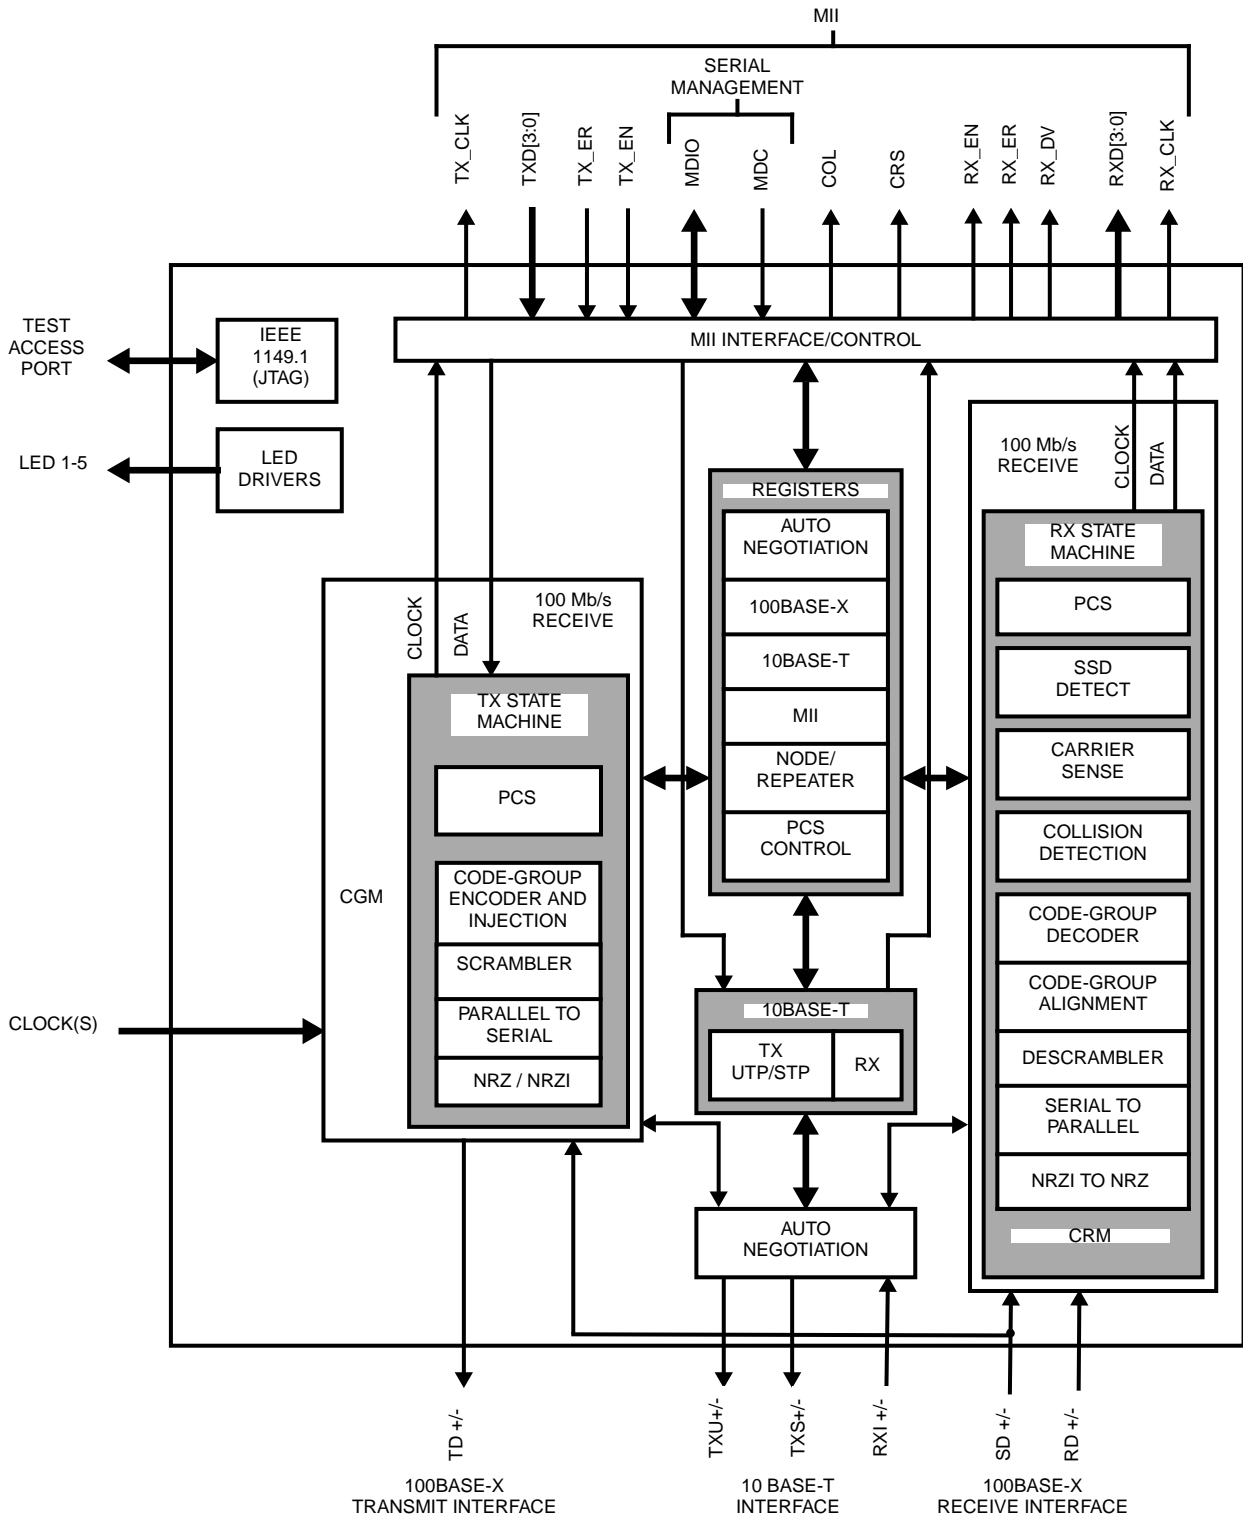 MII
SERIAL
MANAGEMENT
TX_CLK
TXD[3:0]
TX_ER
TX_EN
MDIO
MDC
COL
CRS
RX_EN
RX_ER
RX_DV
RXD[3:0]
RX_CLK
MII INTERFACE/CONTROL
TEST
ACCESS
PORT
IEEE
1149.1
(JTAG)
LED 1-5
LED
DRIVERS
100 Mb/s
RECEIVE
CLOCK
DATA
REGISTERS
AUTO
NEGOTIATION
100BASE-X
10BASE-T
MII
NODE/
REPEATER
PCS
CONTROL
RX STATE
MACHINE
PCS
SSD
DETECT
CARRIER
SENSE
COLLISION
DETECTION
CODE-GROUP
DECODER
CODE-GROUP
ALIGNMENT
DESCRAMBLER
SERIAL TO
PARALLEL
NRZI TO NRZ
CRM
100 Mb/s
RECEIVE
CLOCK
DATA
TX STATE
MACHINE
PCS
CGM
CODE-GROUP
ENCODER AND
INJECTION
SCRAMBLER
PARALLEL TO
SERIAL
NRZ / NRZI
CLOCK(S)
10BASE-T
TX
UTP/STP
RX
AUTO
NEGOTIATION
TD +/-
TXU+/-
TXS+/-
RXI +/-
SD +/-
RD +/-
100BASE-X
TRANSMIT INTERFACE
10 BASE-T
INTERFACE
100BASE-X
RECEIVE INTERFACE